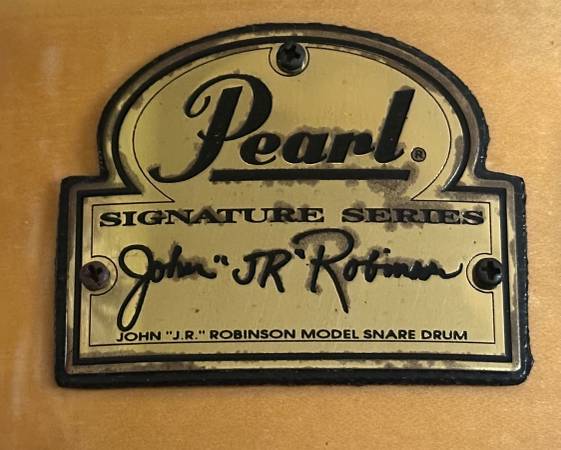 Pearl®
SIGNATURE SERIES
John "JR" Robinson
JOHN "J.R." ROBINSON MODEL SNARE DRUM